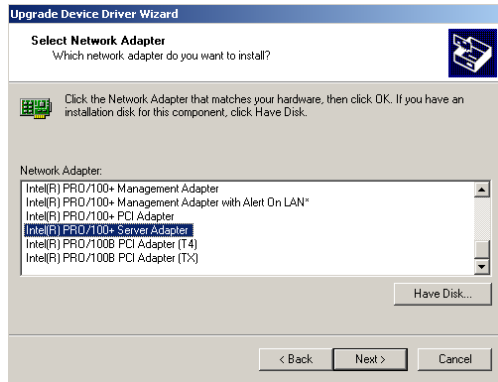 Upgrade Device Driver Wizard
Select Network Adapter
Which network adapter do you want to install?
Click the Network Adapter that matches your hardware, then click OK. If you have an
installation disk for this component, click Have Disk.
Network Adapter:
Intel(R) PRO/100+ Management Adapter
Intel(R) PRO/100+ Management Adapter with Alert On LAN*
Intel(R) PRO/100+ PCI Adapter
Intel(R) PRO/100+ Server Adapter
Intel(R) PRO/100B PCI Adapter (T4)
Intel(R) PRO/100B PCI Adapter (TX)
Have Disk...
< Back Next > Cancel